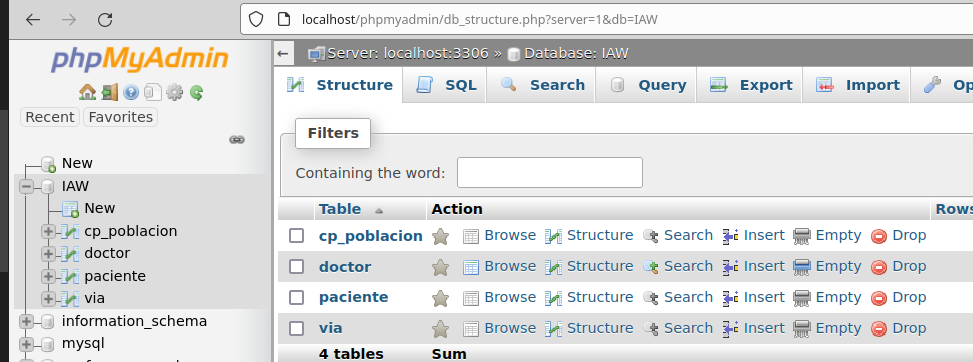 localhost/phpmyadmin/db_structure.php?server=1&db=IAW
phpMyAdmin
Recent Favorites
New
IAW
New
cp_poblacion
doctor
paciente
via
information_schema
mysql
Server: localhost:3306 » Database: IAW
Structure SQL Search Query Export Import Op
Filters
Containing the word:
Table Action Rows
cp_poblacion Browse Structure Search Insert Empty Drop
doctor Browse Structure Search Insert Empty Drop
paciente Browse Structure Search Insert Empty Drop
via Browse Structure Search Insert Empty Drop
4 tables Sum